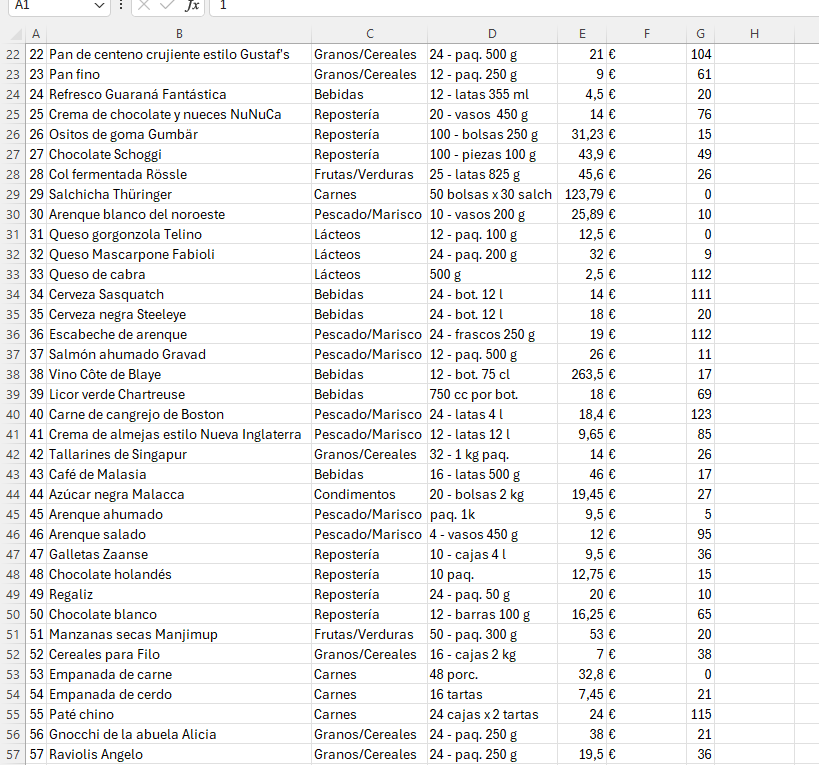 A1 fx 1
A B C D E F G H
22 22 Pan de centeno crujiente estilo Gustaf's Granos/Cereales 24 - paq. 500 g 21 € 104
23 23 Pan fino Granos/Cereales 12 - paq. 250 g 9 € 61
24 24 Refresco Guaraná Fantástica Bebidas 12 - latas 355 ml 4,5 € 20
25 25 Crema de chocolate y nueces NuNuCa Repostería 20 - vasos  450 g 14 € 76
26 26 Ositos de goma Gumbär Repostería 100 - bolsas 250 g 31,23 € 15
27 27 Chocolate Schoggi Repostería 100 - piezas 100 g 43,9 € 49
28 28 Col fermentada Rössle Frutas/Verduras 25 - latas 825 g 45,6 € 26
29 29 Salchicha Thüringer Carnes 50 bolsas x 30 salch 123,79 € 0
30 30 Arenque blanco del noroeste Pescado/Marisco 10 - vasos 200 g 25,89 € 10
31 31 Queso gorgonzola Telino Lácteos 12 - paq. 100 g 12,5 € 0
32 32 Queso Mascarpone Fabioli Lácteos 24 - paq. 200 g 32 € 9
33 33 Queso de cabra Lácteos 500 g 2,5 € 112
34 34 Cerveza Sasquatch Bebidas 24 - bot. 12 l 14 € 111
35 35 Cerveza negra Steeleye Bebidas 24 - bot. 12 l 18 € 20
36 36 Escabeche de arenque Pescado/Marisco 24 - frascos 250 g 19 € 112
37 37 Salmón ahumado Gravad Pescado/Marisco 12 - paq. 500 g 26 € 11
38 38 Vino Côte de Blaye Bebidas 12 - bot. 75 cl 263,5 € 17
39 39 Licor verde Chartreuse Bebidas 750 cc por bot. 18 € 69
40 40 Carne de cangrejo de Boston Pescado/Marisco 24 - latas 4 l 18,4 € 123
41 41 Crema de almejas estilo Nueva Inglaterra Pescado/Marisco 12 - latas 12 l 9,65 € 85
42 42 Tallarines de Singapur Granos/Cereales 32 - 1 kg paq. 14 € 26
43 43 Café de Malasia Bebidas 16 - latas 500 g 46 € 17
44 44 Azúcar negra Malacca Condimentos 20 - bolsas 2 kg 19,45 € 27
45 45 Arenque ahumado Pescado/Marisco paq. 1k 9,5 € 5
46 46 Arenque salado Pescado/Marisco 4 - vasos 450 g 12 € 95
47 47 Galletas Zaanse Repostería 10 - cajas 4 l 9,5 € 36
48 48 Chocolate holandés Repostería 10 paq. 12,75 € 15
49 49 Regaliz Repostería 24 - paq. 50 g 20 € 10
50 50 Chocolate blanco Repostería 12 - barras 100 g 16,25 € 65
51 51 Manzanas secas Manjimup Frutas/Verduras 50 - paq. 300 g 53 € 20
52 52 Cereales para Filo Granos/Cereales 16 - cajas 2 kg 7 € 38
53 53 Empanada de carne Carnes 48 porc. 32,8 € 0
54 54 Empanada de cerdo Carnes 16 tartas 7,45 € 21
55 55 Paté chino Carnes 24 cajas x 2 tartas 24 € 115
56 56 Gnocchi de la abuela Alicia Granos/Cereales 24 - paq. 250 g 38 € 21
57 57 Raviolis Angelo Granos/Cereales 24 - paq. 250 g 19,5 € 36